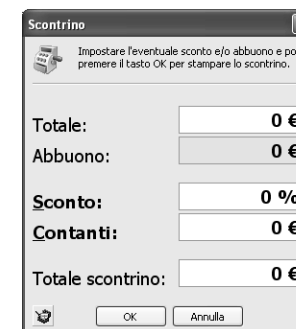 Scontrino
Impostare l'eventuale sconto e/o abbuono e po
premere il tasto OK per stampare lo scontrino.
Totale: 0 €
Abbuono: 0 €
Sconto: 0 %
Contanti: 0 €
Totale scontrino: 0 €
OK Annulla